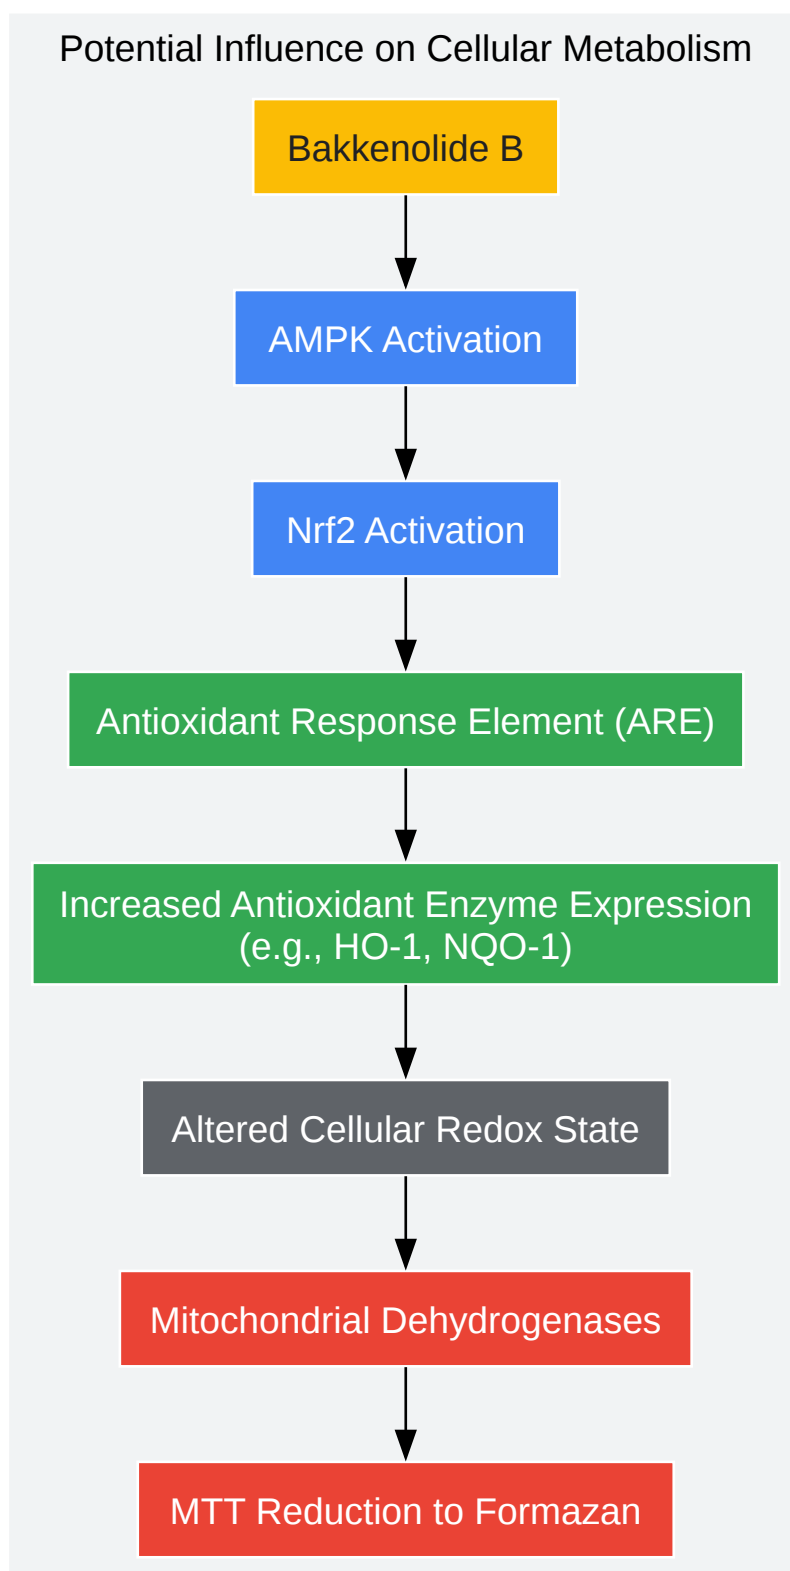 Potential Influence on Cellular Metabolism
Bakkenolide B
AMPK Activation
Nrf2 Activation
Antioxidant Response Element (ARE)
Increased Antioxidant Enzyme Expression
(e.g., HO-1, NQO-1)
Altered Cellular Redox State
Mitochondrial Dehydrogenases
MTT Reduction to Formazan